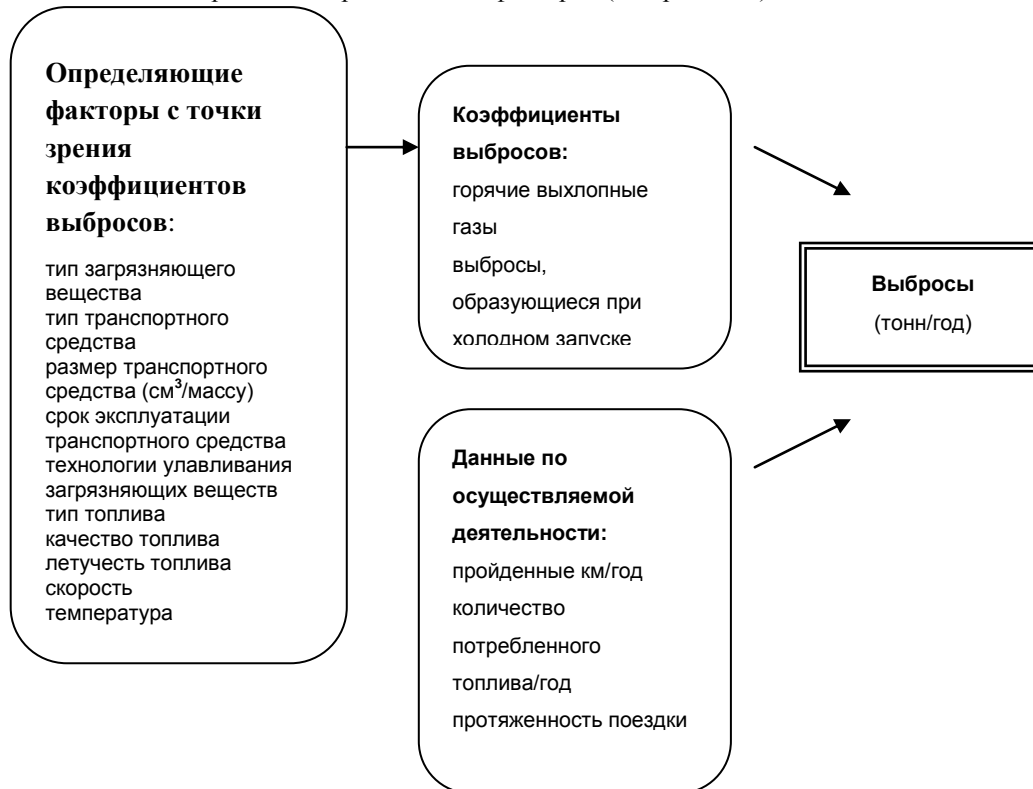 Определяющие
факторы с точки
зрения
коэффициентов
выбросов:
тип загрязняющего
вещества
тип транспортного
средства
размер транспортного
средства (см³/массу)
срок эксплуатации
транспортного средства
технологии улавливания
загрязняющих веществ
тип топлива
качество топлива
летучесть топлива
скорость
температура
Коэффициенты
выбросов:
горячие выхлопные
газы
выбросы,
образующиеся при
холодном запуске
Данные по
осуществляемой
деятельности:
пройденные км/год
количество
потребленного
топлива/год
протяженность поездки
Выбросы
(тонн/год)